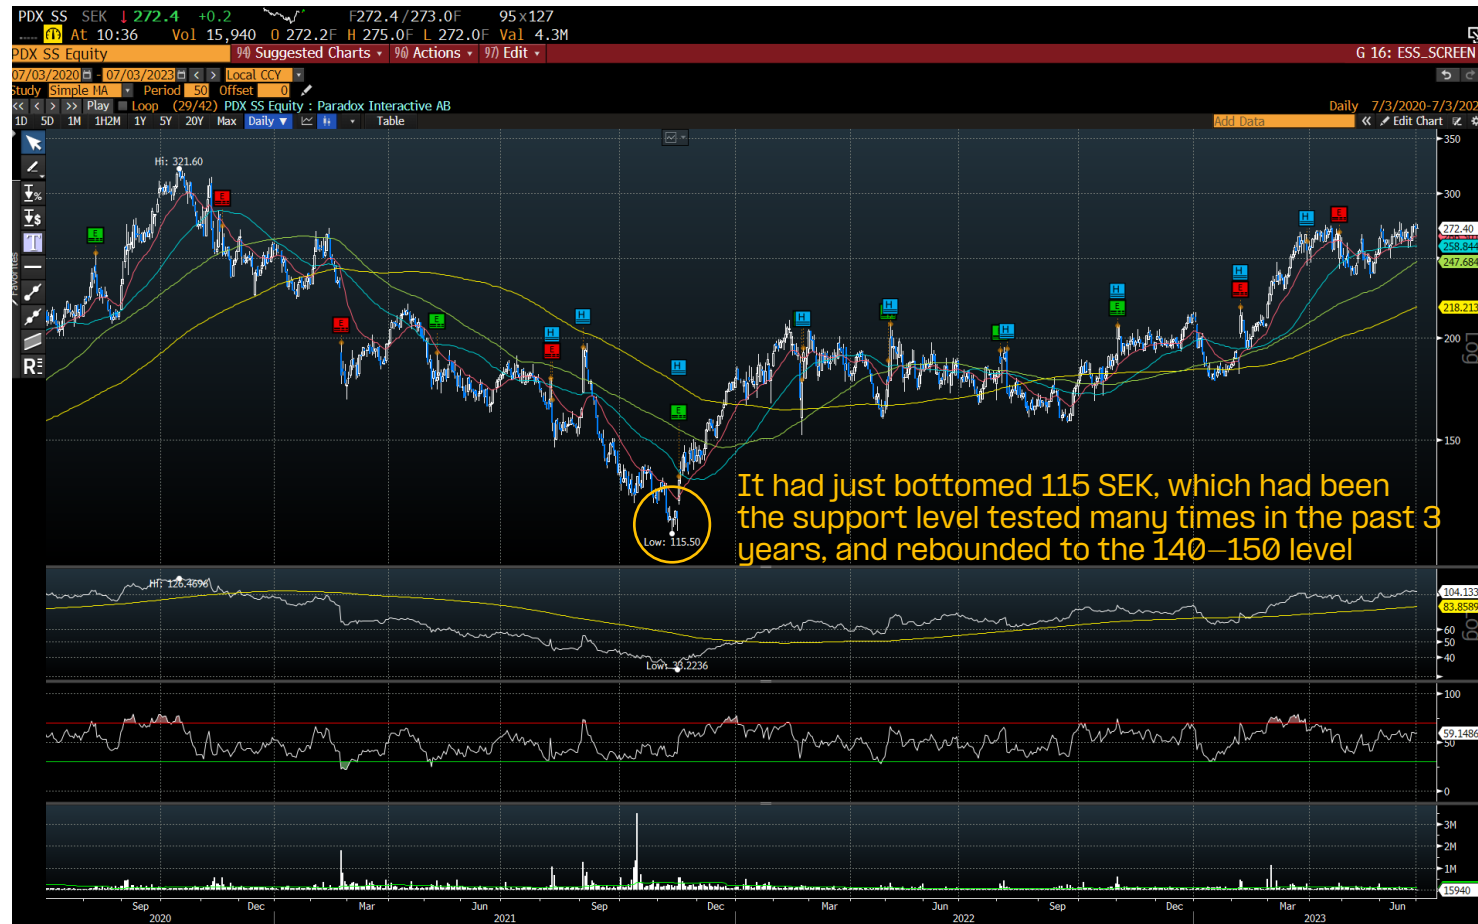 PDX SS SEK ↓ 272.4 +0.2 F272.4/273.0F 95x127
At 10:36 Vol 15,940 O 272.2F H 275.0F L 272.0F Val 4.3M
PDX SS Equity 94) Suggested Charts 96) Actions 97) Edit G 16: ESS_SCREEN
07/03/2020 - 07/03/2023 < > Local CCY
Study Simple MA Period 50 Offset 0
<< < > >> Play Loop (29/42) PDX SS Equity : Paradox Interactive AB Daily 7/3/2020-7/3/202
1D 5D 1M 1H2M 1Y 5Y 20Y Max Daily ▼ Table Add Data << Edit Chart
Favorites
T
R
Hi: 321.60
E
E
E
E
H
E
H
H
E
H
H
H
H
E
H
E
H
E
Low: 115.50
It had just bottomed 115 SEK, which had been
the support level tested many times in the past 3
years, and rebounded to the 140–150 level
350
300
272.40
258.844
247.684
218.213
200
150
Log
Hi: 126.4696
Low: 33.2236
104.133
83.8589
60
50
40
Log
100
59.1486
50
0
3M
2M
1M
15940
Sep Dec Mar Jun Sep Dec Mar Jun Sep Dec Mar Jun
2020 2021 2022 2023